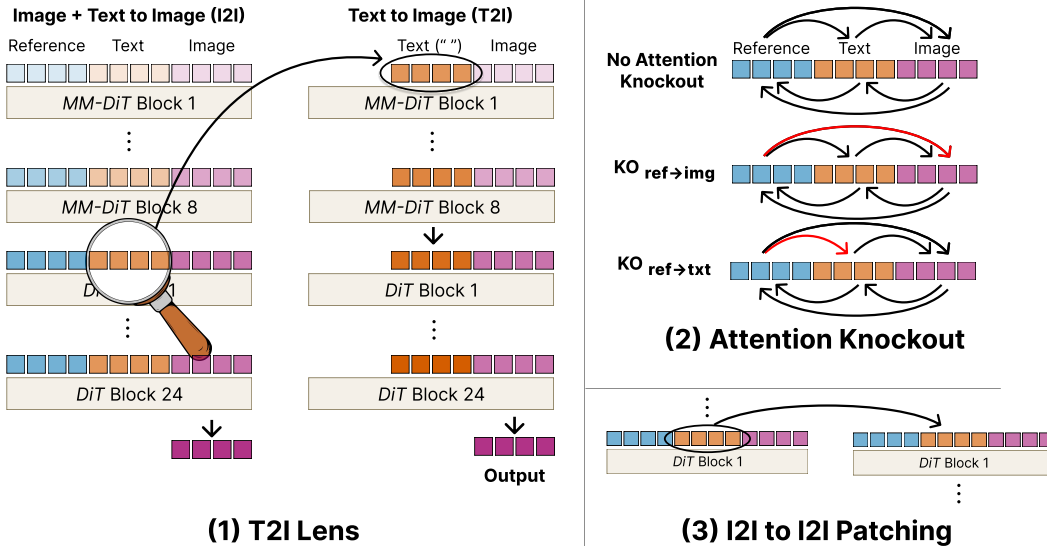 Image + Text to Image (I2I)
Reference Text Image
MM-DiT Block 1
MM-DiT Block 8
DiT 1
DiT Block 24
Text to Image (T2I)
Text (“ ”) Image
MM-DiT Block 1
MM-DiT Block 8
DiT Block 1
DiT Block 24
Output
(1) T2I Lens
No Attention
Knockout
Reference Text Image
KO ref→img
KO ref→txt
(2) Attention Knockout
DiT Block 1
DiT Block 1
(3) I2I to I2I Patching